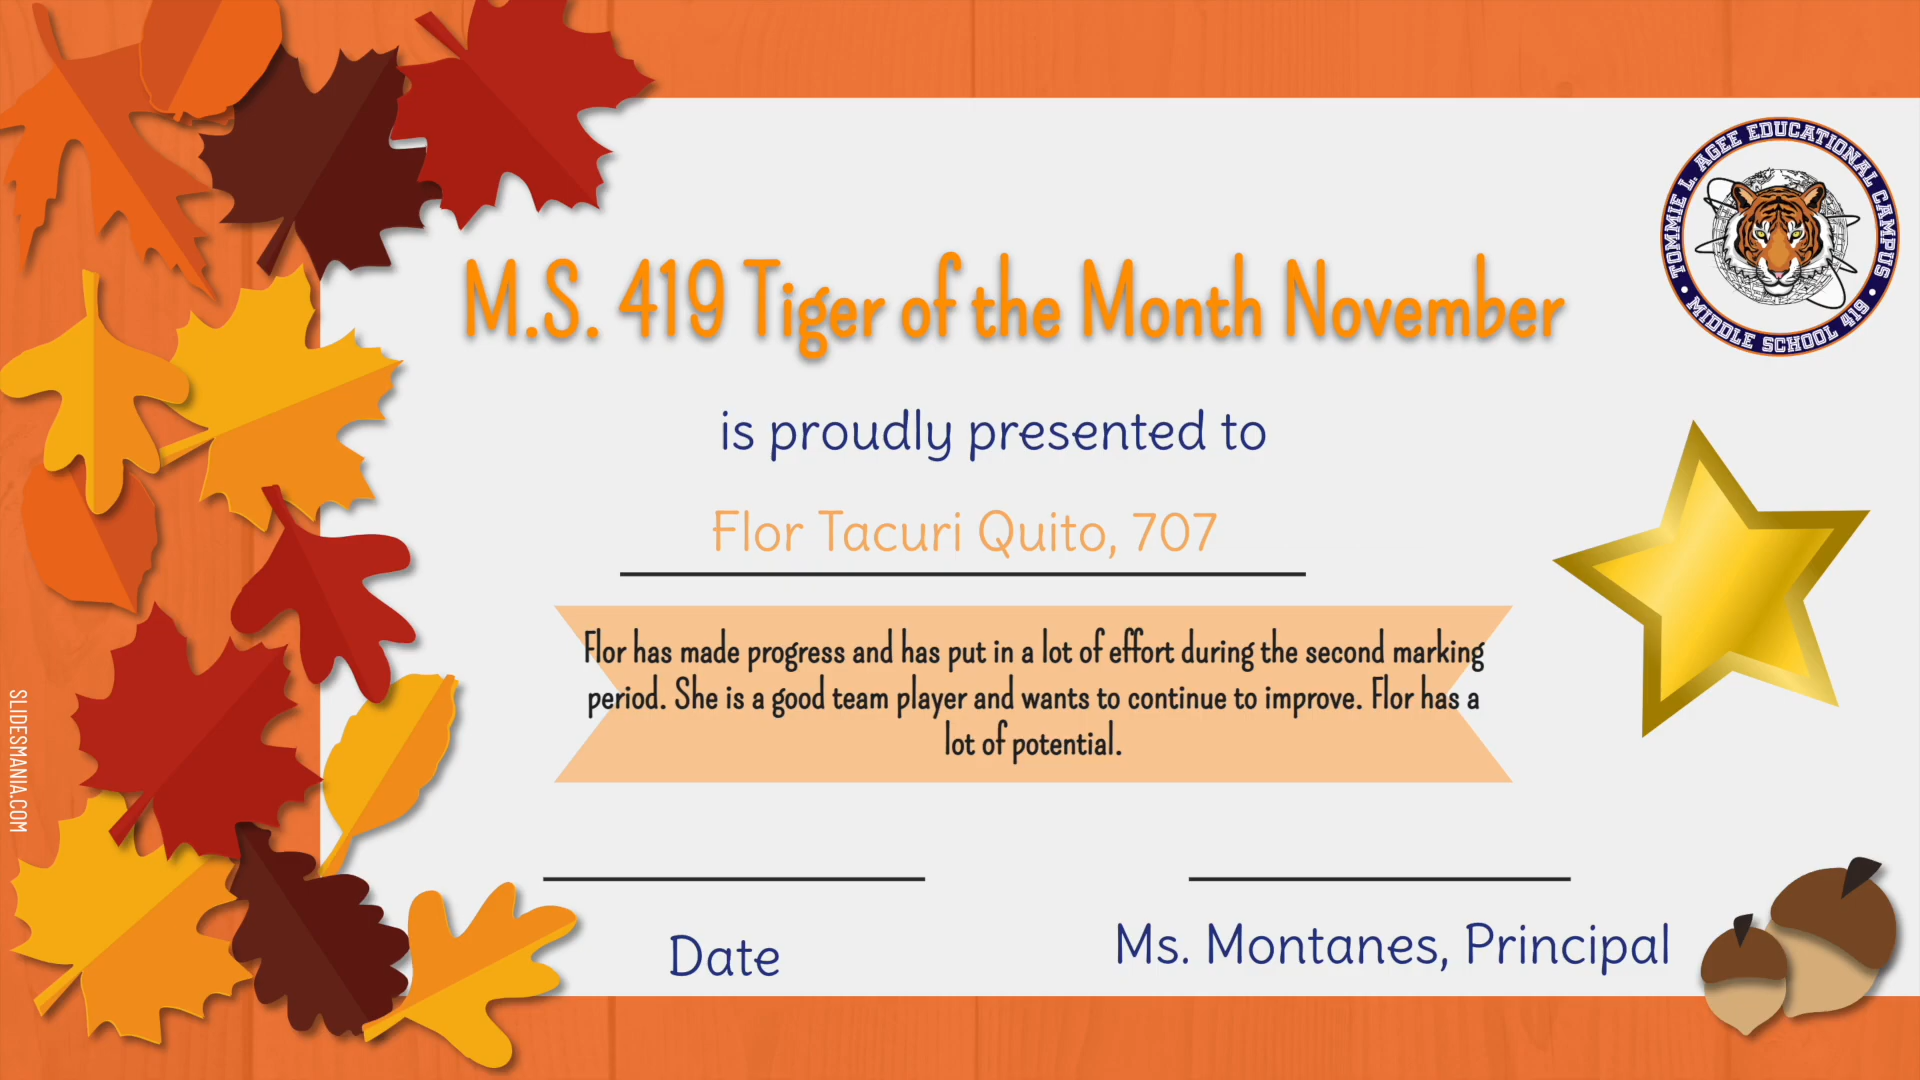 TOMMIE L. AGEE EDUCATIONAL CAMPUS
• MIDDLE SCHOOL 419 •
M.S. 419 Tiger of the Month November
is proudly presented to
Flor Tacuri Quito, 707
Flor has made progress and has put in a lot of effort during the second marking
period. She is a good team player and wants to continue to improve. Flor has a
lot of potential.
Date
Ms. Montanes, Principal
SLIDESMANIA.COM